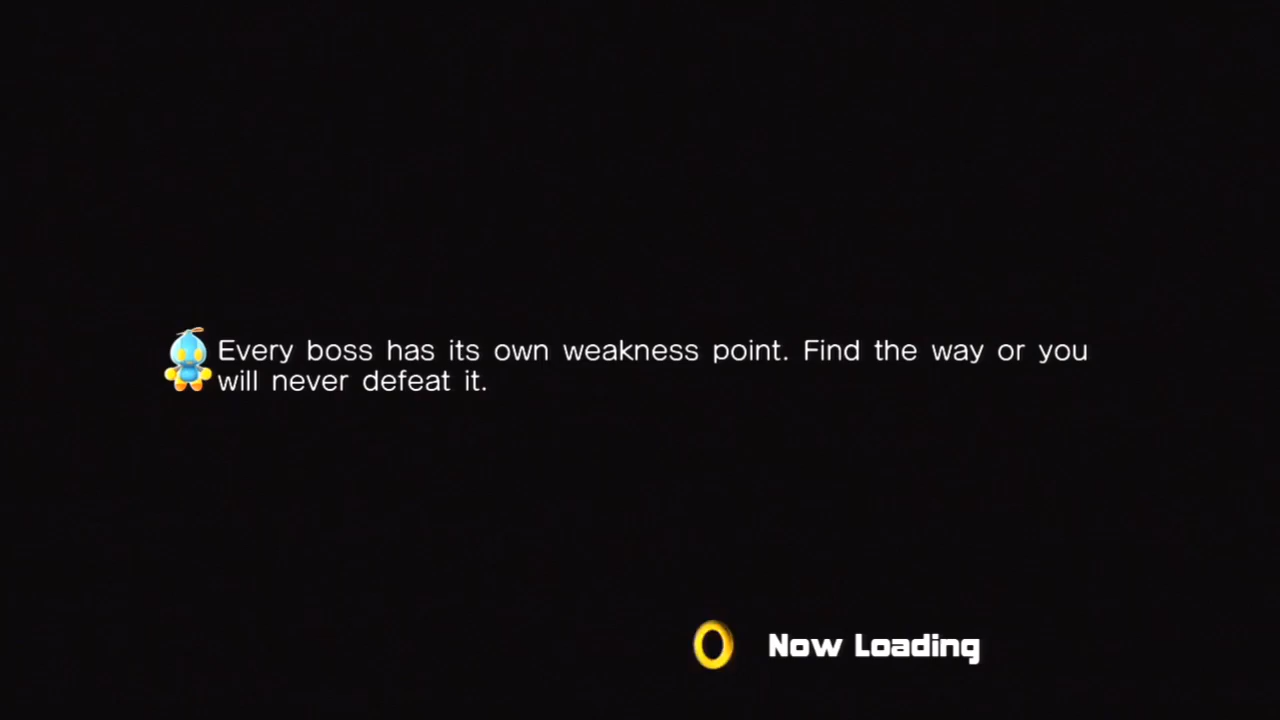 Every boss has its own weakness point. Find the way or you
will never defeat it.
Now Loading